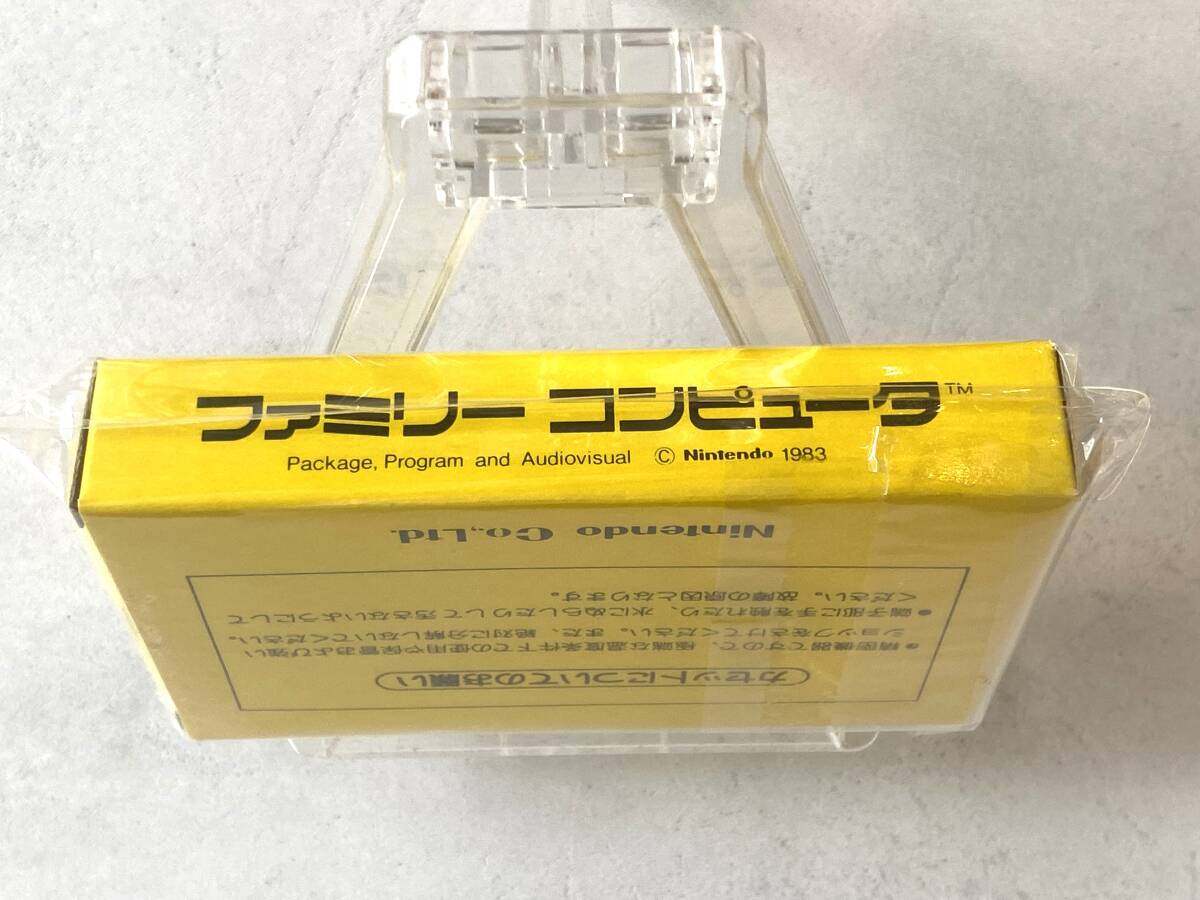 ファミリー コンピュータ™
Package, Program and Audiovisual © Nintendo 1983
カセットについてのお願い
●精密機器ですので、極端な温度条件下での使用や保管および強い
ショックをさけてください。また、絶対に分解しないでください。
●端子部に手を触れたり、水にぬらしたりして汚さないようにして
ください。故障の原因となります。
Nintendo Co.,Ltd.